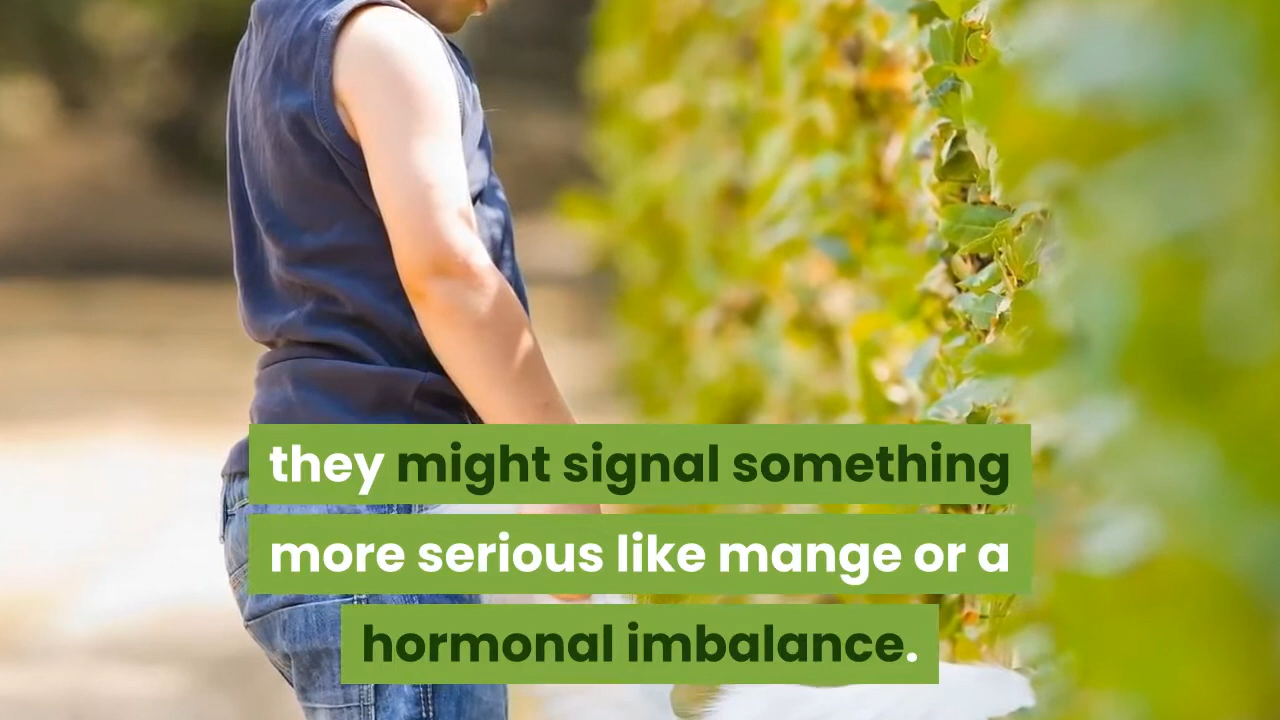 they might signal something
more serious like mange or a
hormonal imbalance.